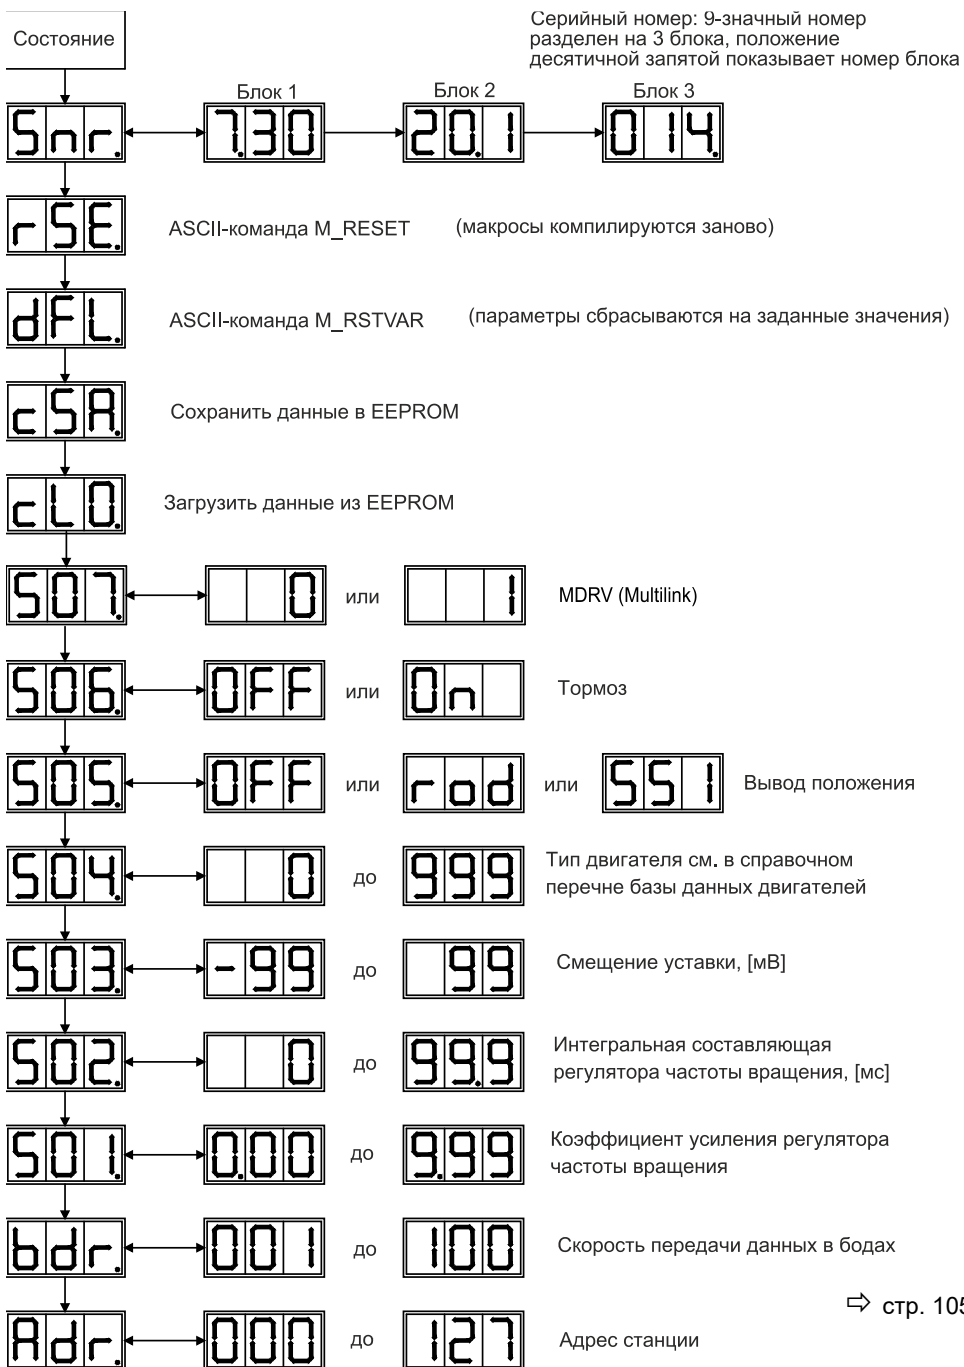 Состояние
Серийный номер: 9-значный номер
разделен на 3 блока, положение
десятичной запятой показывает номер блока
Блок 1 Блок 2 Блок 3
Snr. 7.30 20.1 014.
rSE. ASCII-команда M_RESET (макросы компилируются заново)
dFL. ASCII-команда M_RSTVAR (параметры сбрасываются на заданные значения)
cSA. Сохранить данные в EEPROM
cLO. Загрузить данные из EEPROM
S07. 0 или 1 MDRV (Multilink)
S06. OFF или On Тормоз
S05. OFF или rod или SSI Вывод положения
S04. 0 до 999 Тип двигателя см. в справочном
перечне базы данных двигателей
S03. -99 до 99 Смещение уставки, [мВ]
S02. 0 до 99.9 Интегральная составляющая
регулятора частоты вращения, [мс]
S01. 0.00 до 9.99 Коэффициент усиления регулятора
частоты вращения
bdr. 001 до 100 Скорость передачи данных в бодах
⇨ стр. 105
Adr. 000 до 127 Адрес станции